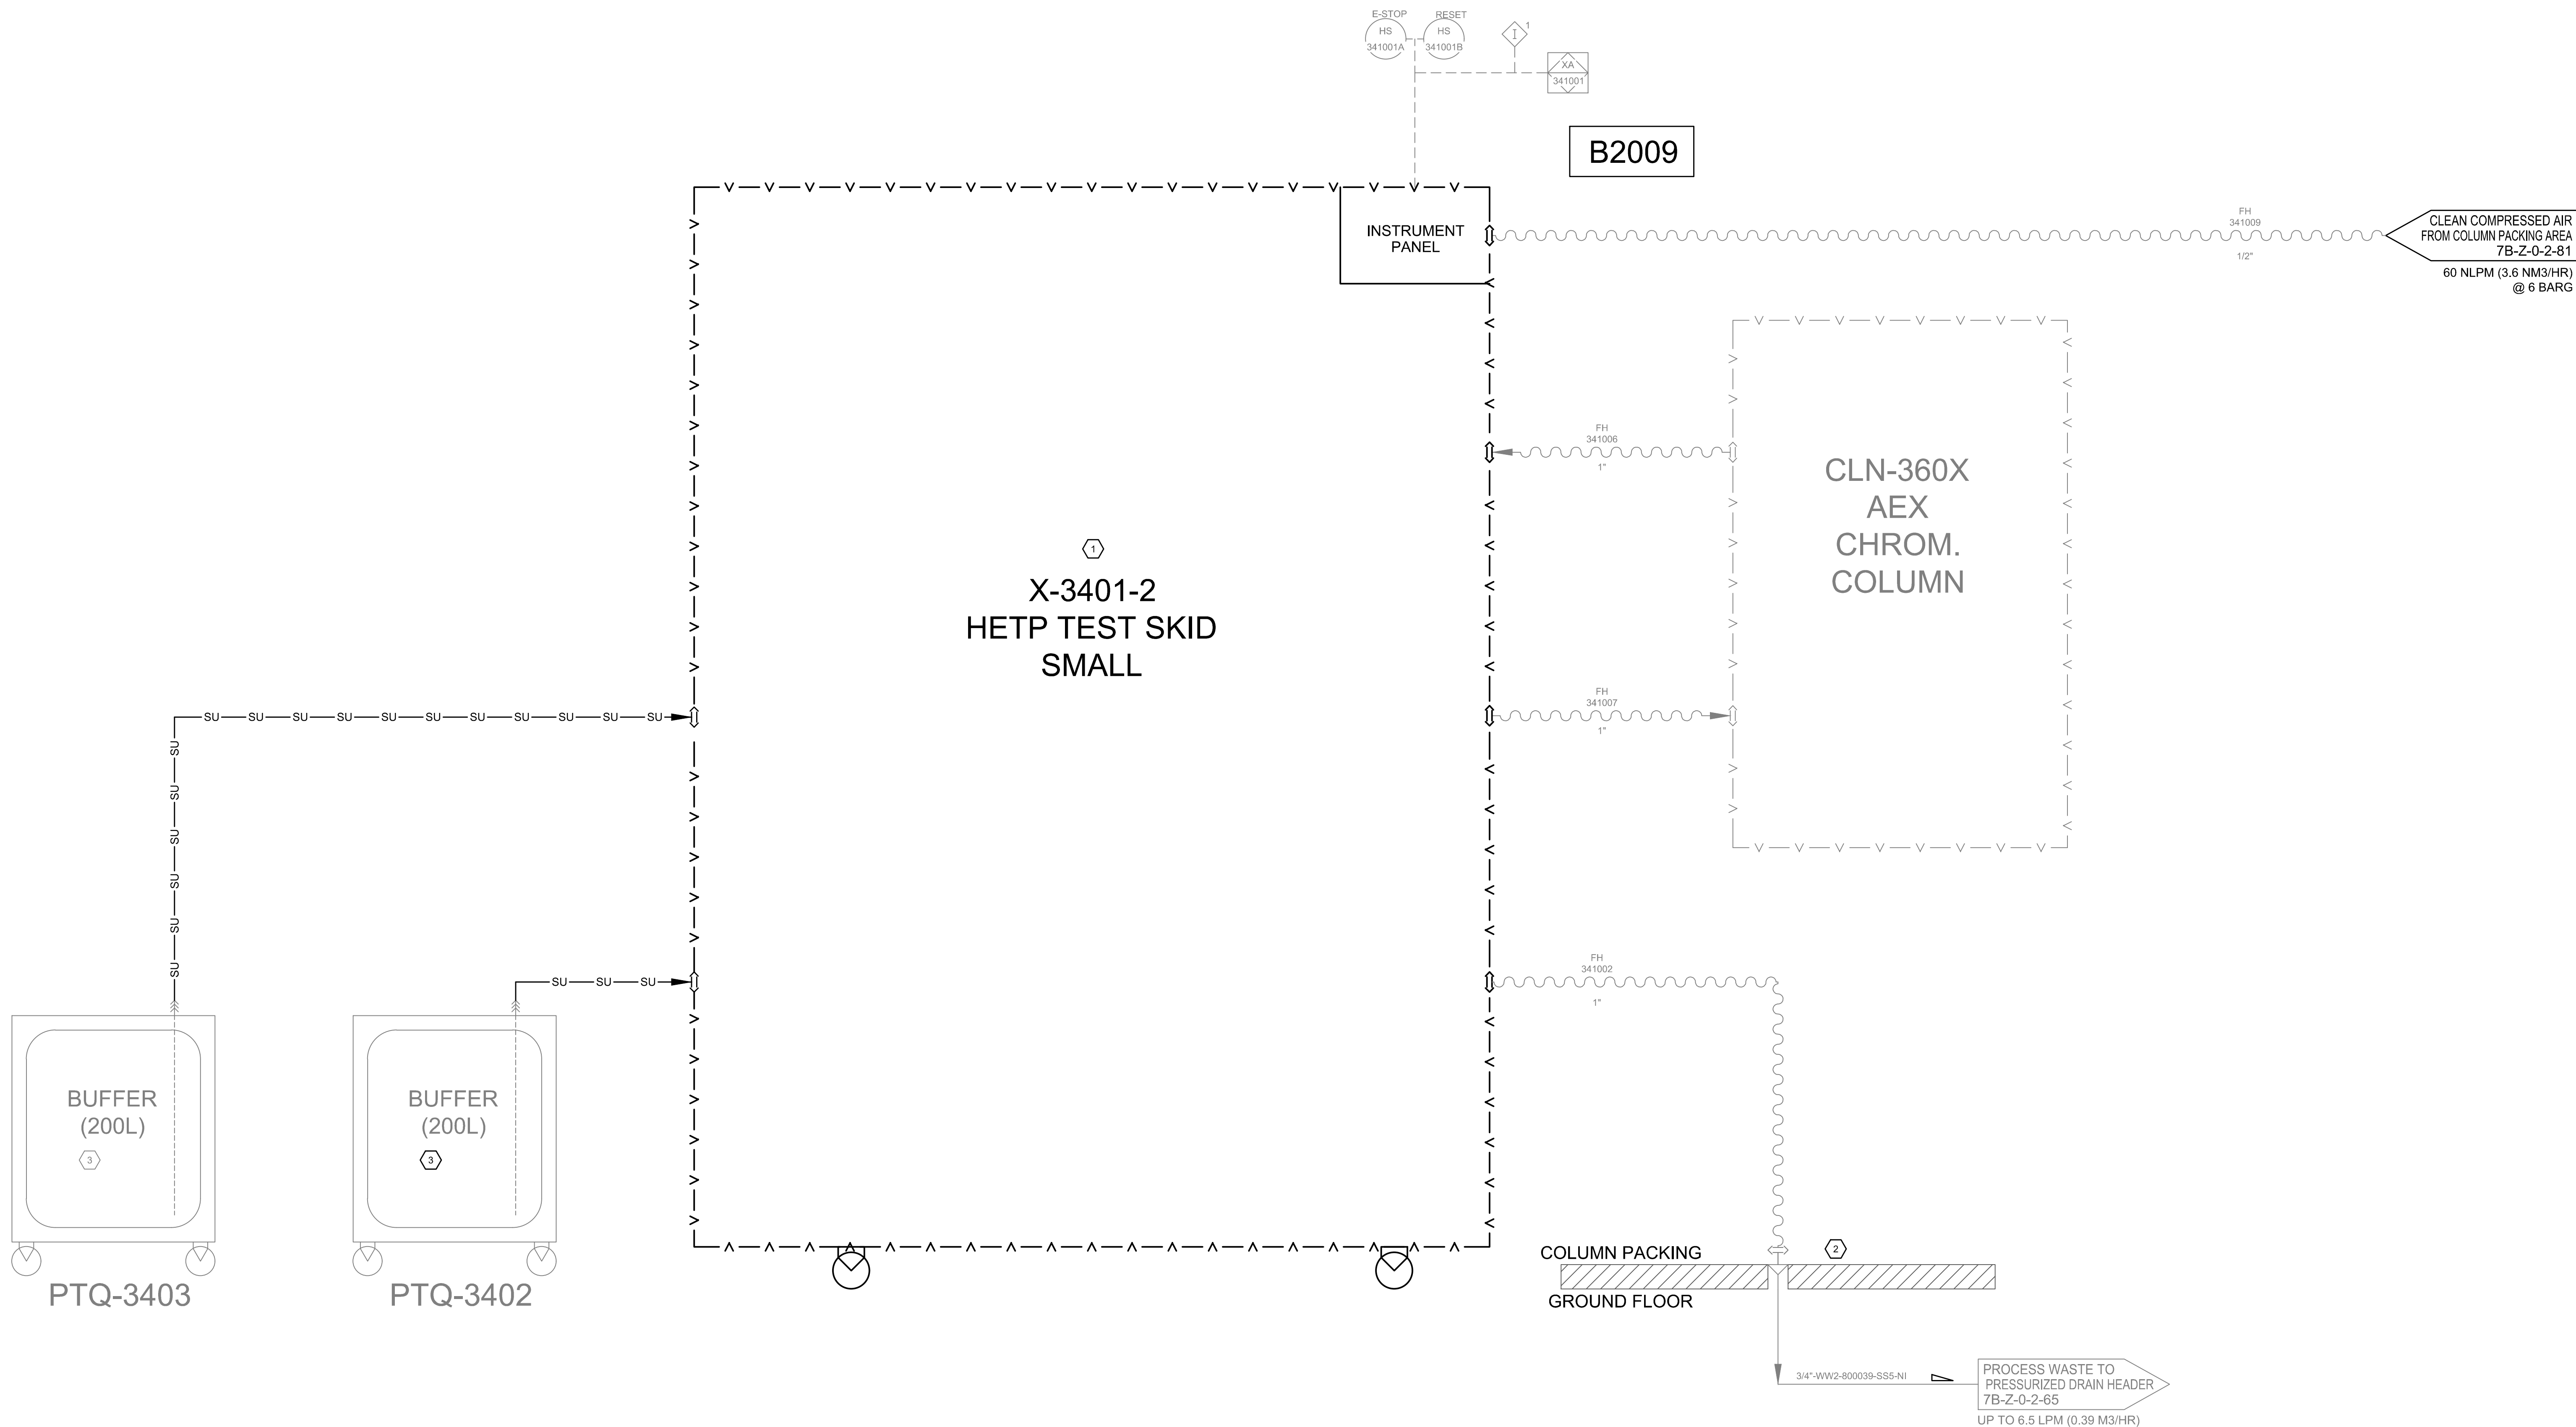 E-STOP
RESET
HS
341001A
HS
341001B
I
1
XA
341001
B2009
INSTRUMENT
PANEL
FH
341009
1/2"
CLEAN COMPRESSED AIR
FROM COLUMN PACKING AREA
7B-Z-0-2-81
60 NLPM (3.6 NM3/HR)
@ 6 BARG
FH
341006
1"
CLN-360X
AEX
CHROM.
COLUMN
1
X-3401-2
HETP TEST SKID
SMALL
FH
341007
1"
SU SU SU SU SU SU SU SU SU SU SU
SU
SU
SU
SU
SU
SU
SU SU SU
FH
341002
1"
BUFFER
(200L)
3
PTQ-3403
BUFFER
(200L)
3
PTQ-3402
COLUMN PACKING
2
GROUND FLOOR
3/4"-WW2-800039-SS5-NI
PROCESS WASTE TO
PRESSURIZED DRAIN HEADER
7B-Z-0-2-65
UP TO 6.5 LPM (0.39 M3/HR)